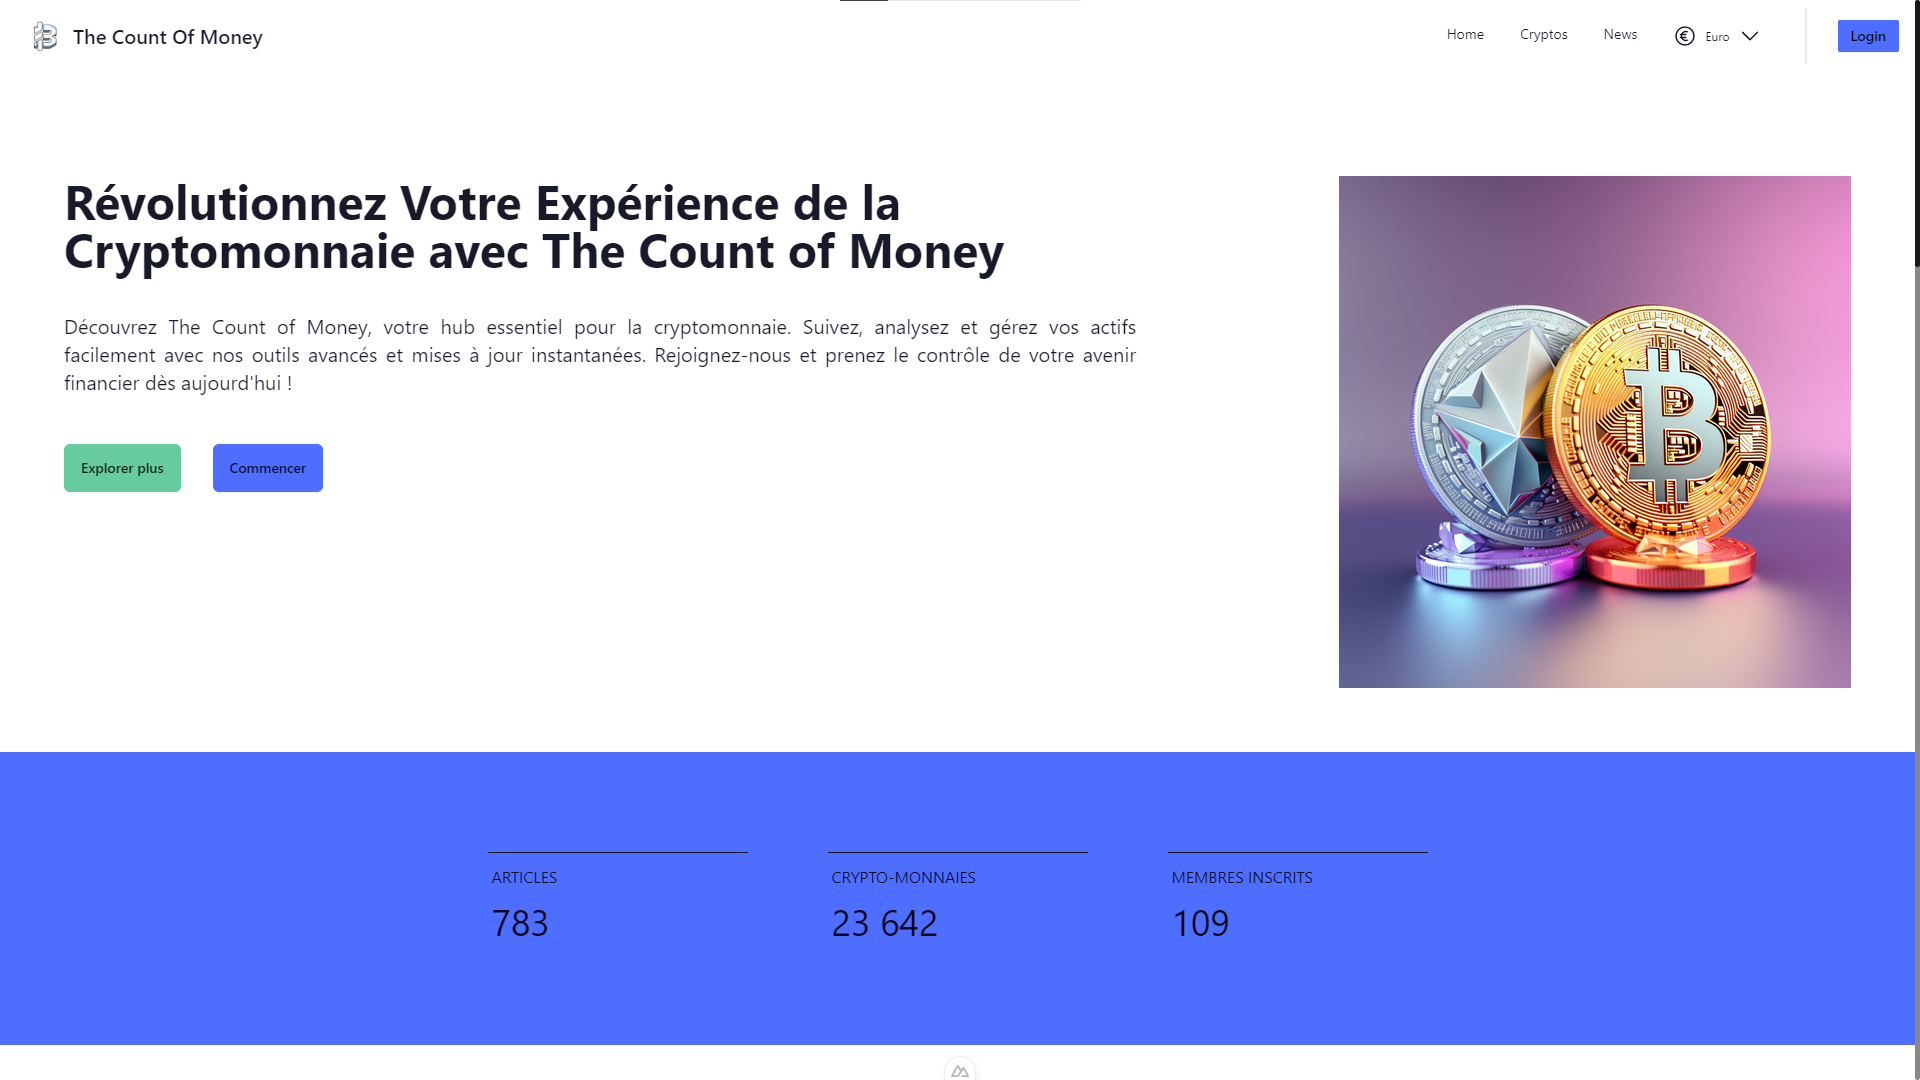 The Count Of Money
Home
Cryptos
News
Euro
Login
Révolutionnez Votre Expérience de la
Cryptomonnaie avec The Count of Money
Découvrez The Count of Money, votre hub essentiel pour la cryptomonnaie. Suivez, analysez et gérez vos actifs
facilement avec nos outils avancés et mises à jour instantanées. Rejoignez-nous et prenez le contrôle de votre avenir
financier dès aujourd'hui !
Explorer plus
Commencer
ARTICLES
783
CRYPTO-MONNAIES
23 642
MEMBRES INSCRITS
109